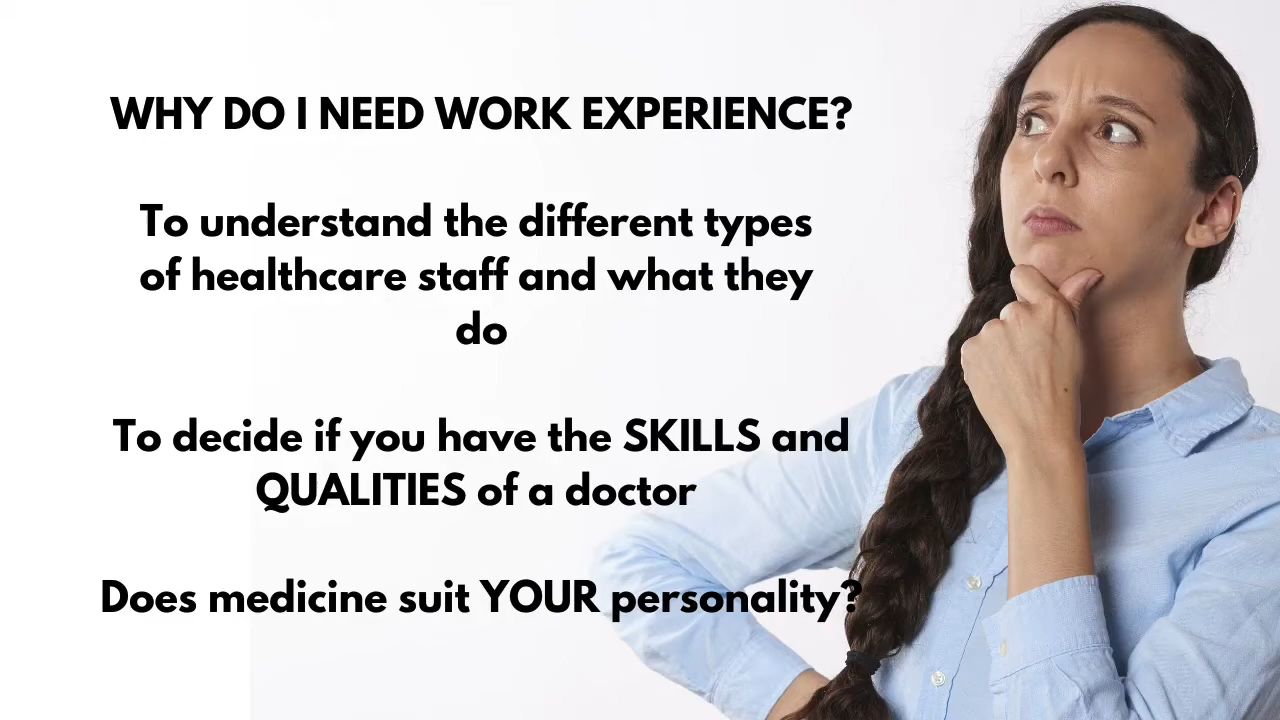 WHY DO I NEED WORK EXPERIENCE?
To understand the different types
of healthcare staff and what they
do
To decide if you have the SKILLS and
QUALITIES of a doctor
Does medicine suit YOUR personality?